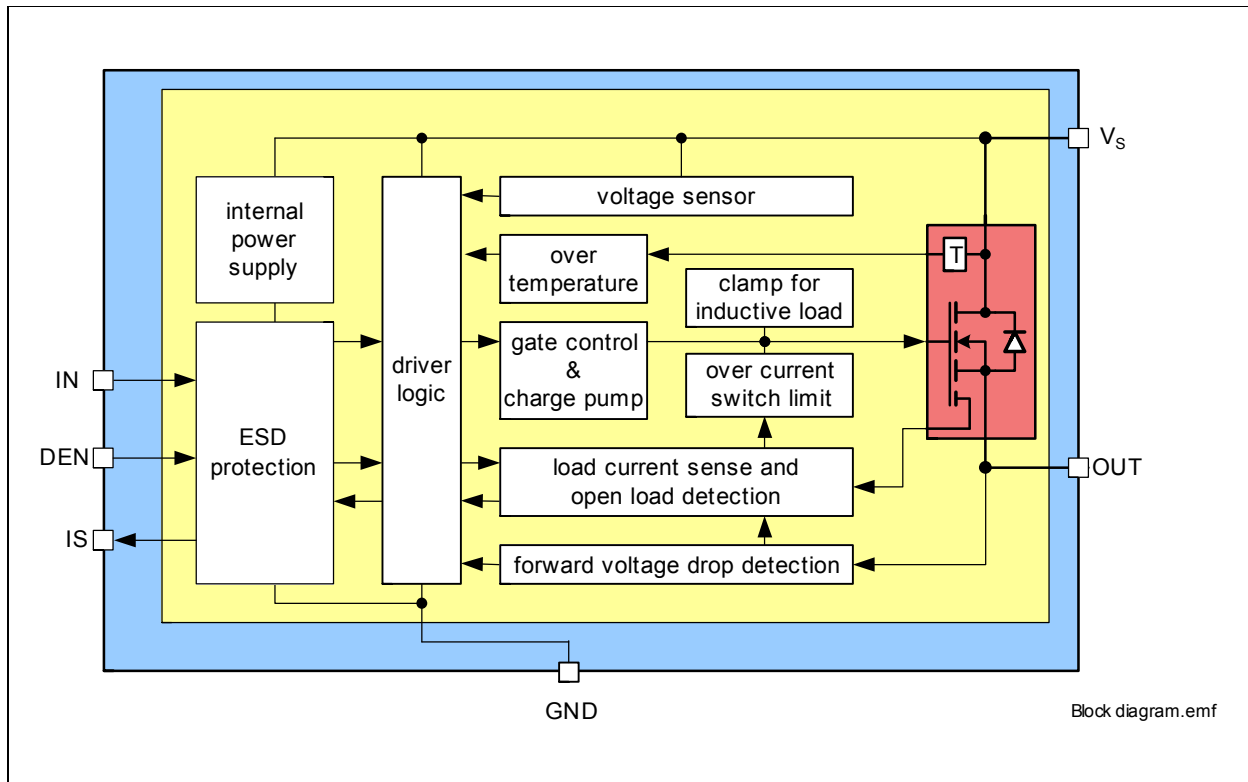 V_S
internal
power
supply
voltage sensor
T
over
temperature
clamp for
inductive load
driver
logic
gate control
&
charge pump
over current
switch limit
IN
ESD
protection
DEN
load current sense and
open load detection
OUT
IS
forward voltage drop detection
GND
Block diagram.emf